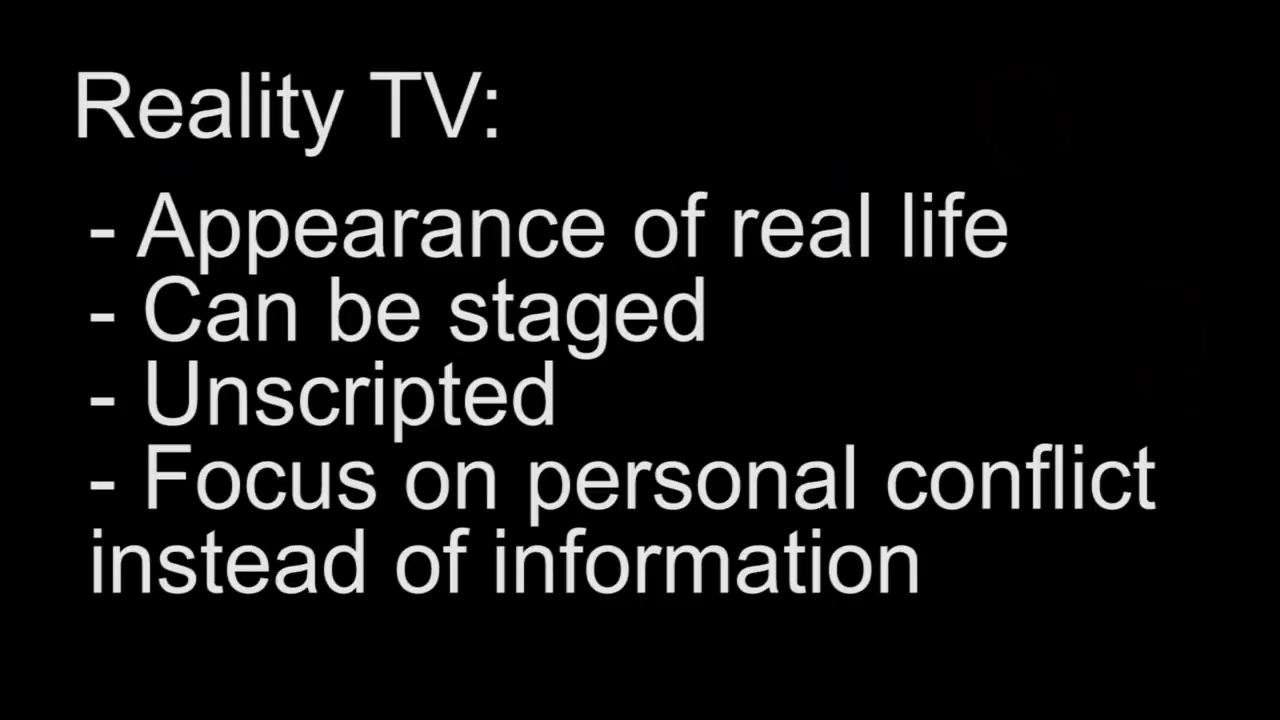 Reality TV:
- Appearance of real life
- Can be staged
- Unscripted
- Focus on personal conflict
instead of information